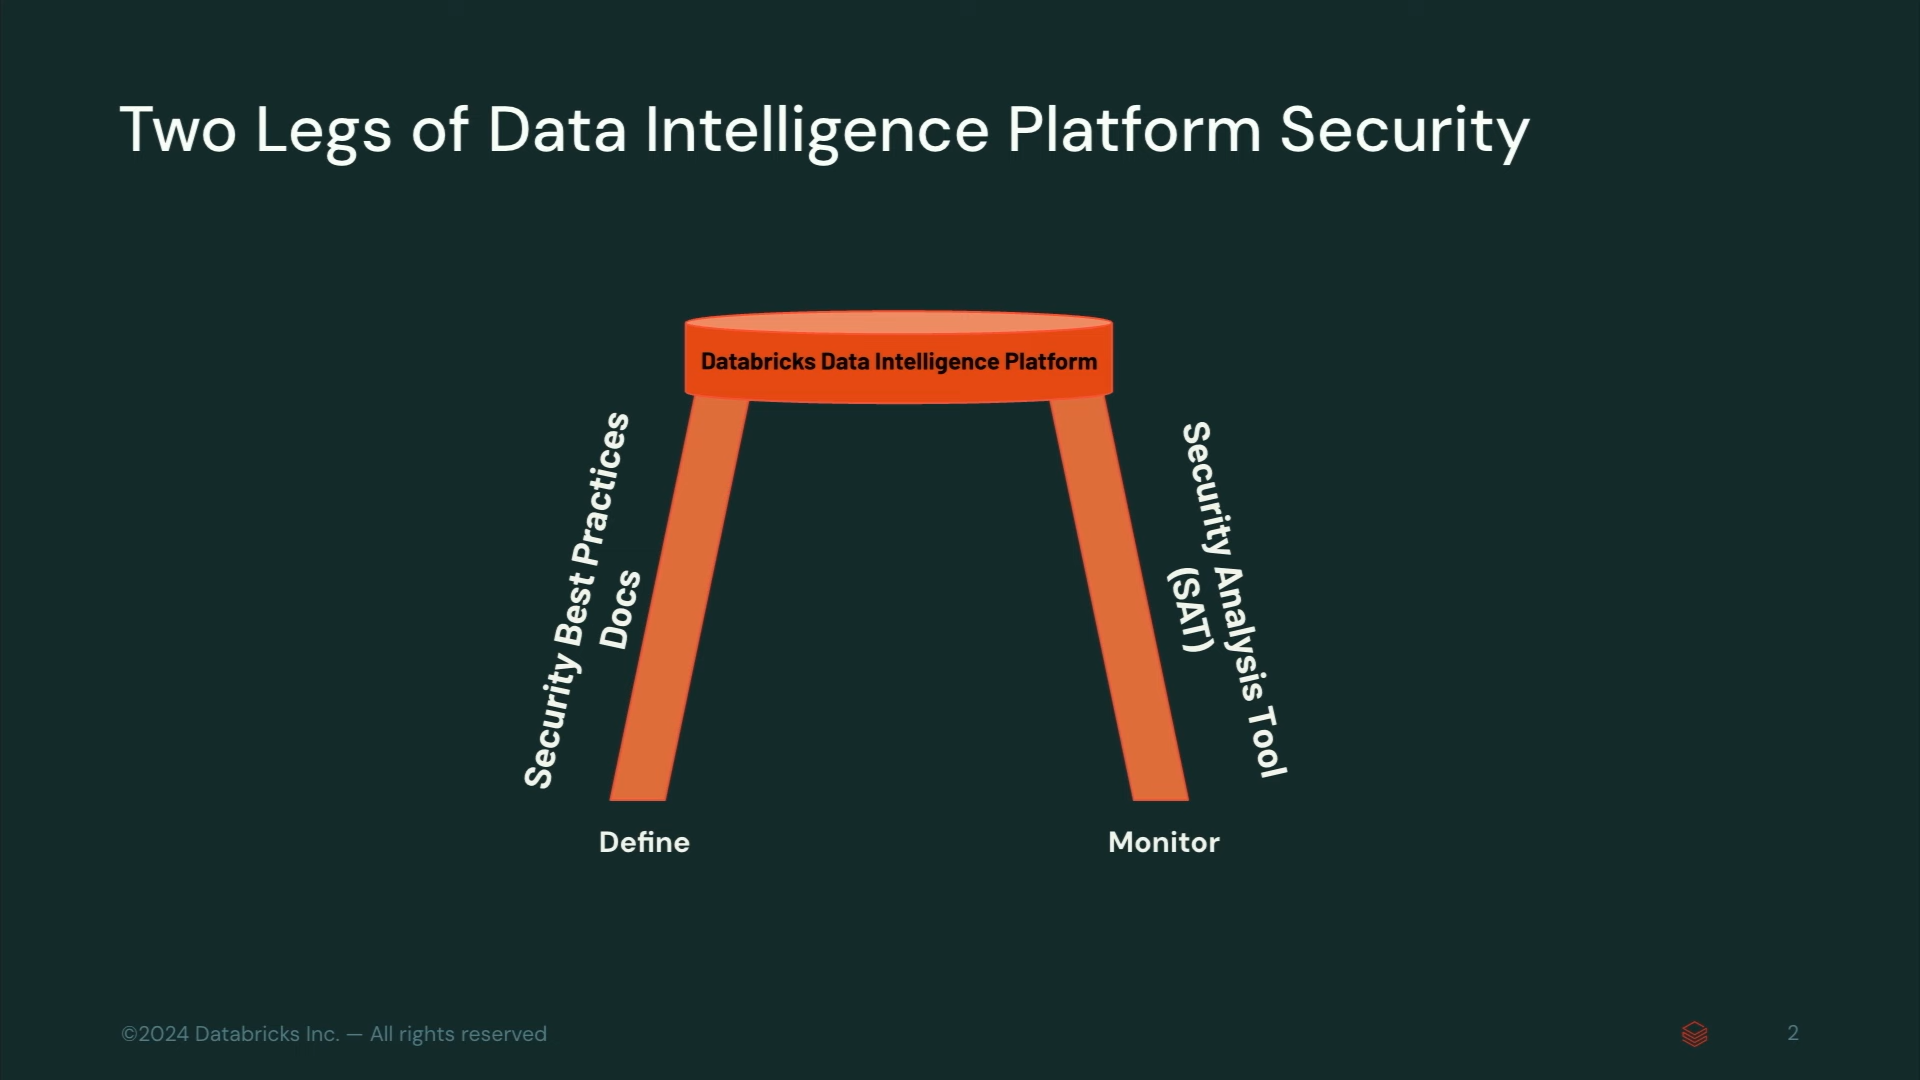 Two Legs of Data Intelligence Platform Security
Databricks Data Intelligence Platform
Security Best Practices
Docs
Security Analysis Tool
(SAT)
Define
Monitor
©2024 Databricks Inc. — All rights reserved
2